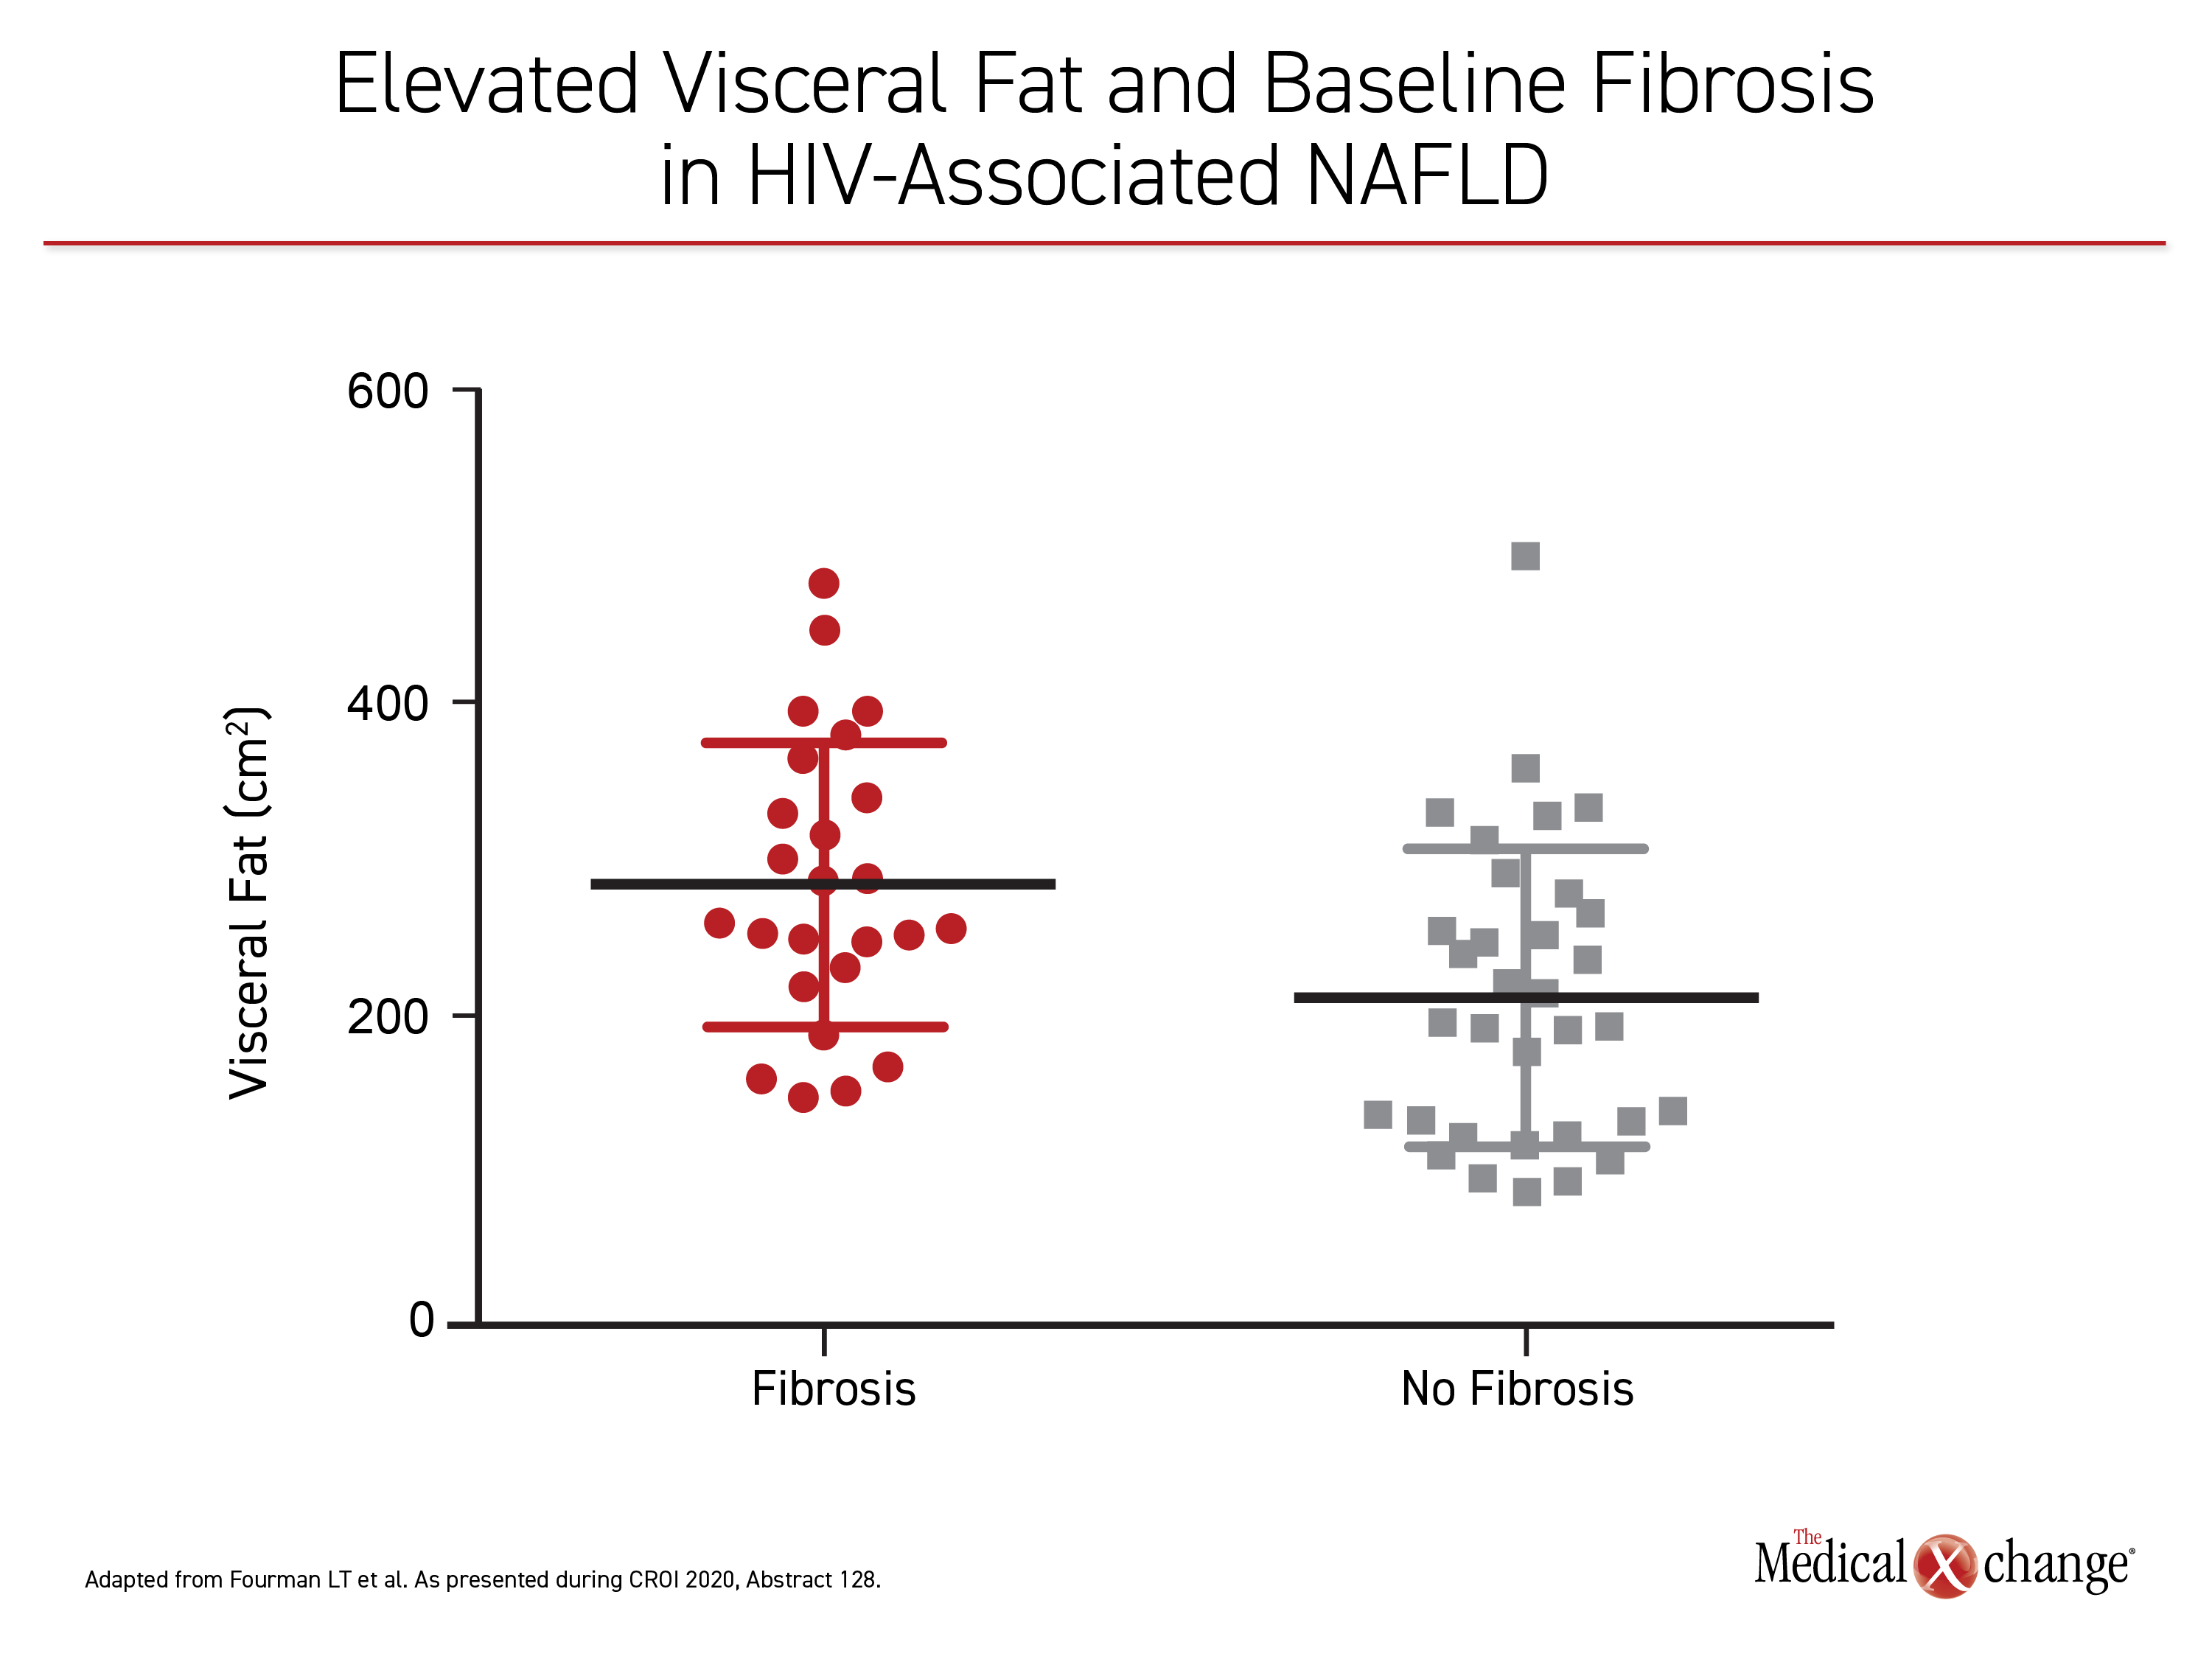 Elevated Visceral Fat and Baseline Fibrosis
in HIV-Associated NAFLD
600
400
200
0
Visceral Fat (cm²)
Fibrosis
No Fibrosis
Adapted from Fourman LT et al. As presented during CROI 2020, Abstract 128.
The
Medical Xchange®